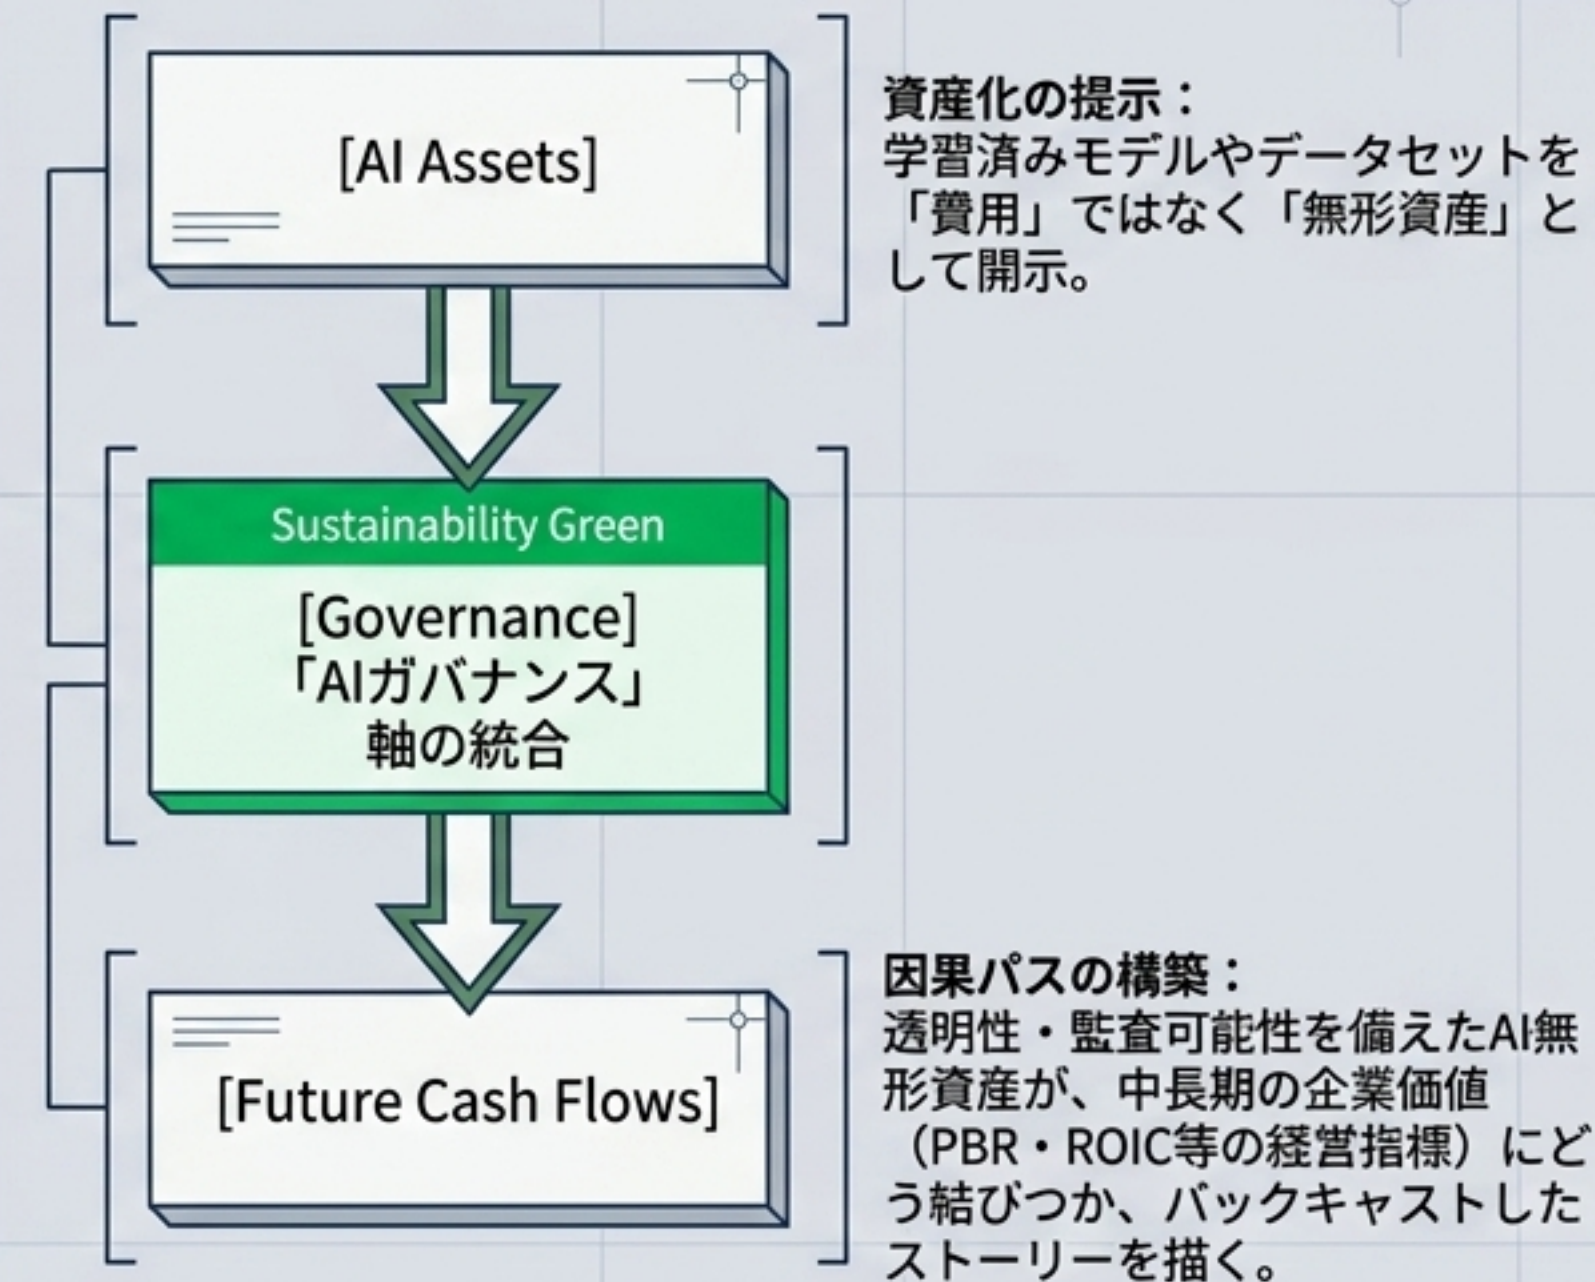 [AI Assets]
資産化の提示：
学習済みモデルやデータセットを
「費用」ではなく「無形資産」と
して開示。
Sustainability Green
[Governance]
「AIガバナンス」
軸の統合
[Future Cash Flows]
因果パスの構築：
透明性・監査可能性を備えたAI無
形資産が、中長期の企業価値
（PBR・ROIC等の経営指標）にど
う結びつか、バックキャストした
ストーリーを描く。